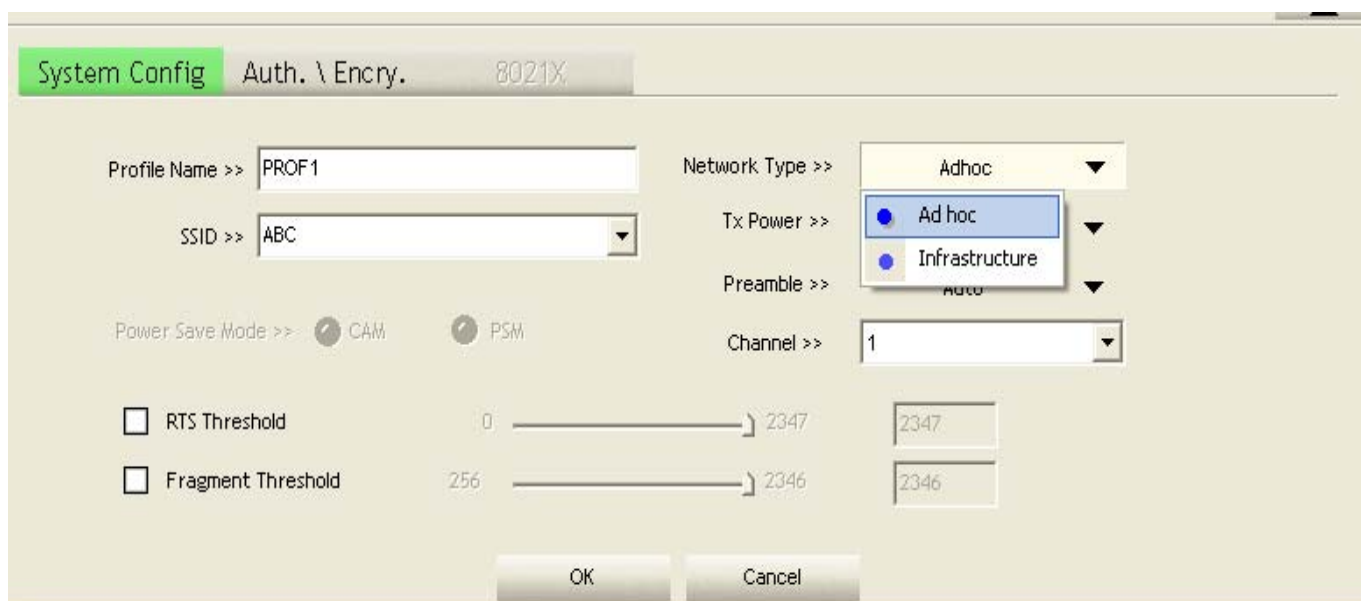 System Config Auth. \ Encry. 8021X
Profile Name >> PROF1 Network Type >> Adhoc
Ad hoc
SSID >> ABC Tx Power >>
Infrastructure
Preamble >> Auto
Power Save Mode >> CAM PSM Channel >> 1
RTS Threshold 0 2347 2347
Fragment Threshold 256 2346 2346
OK Cancel